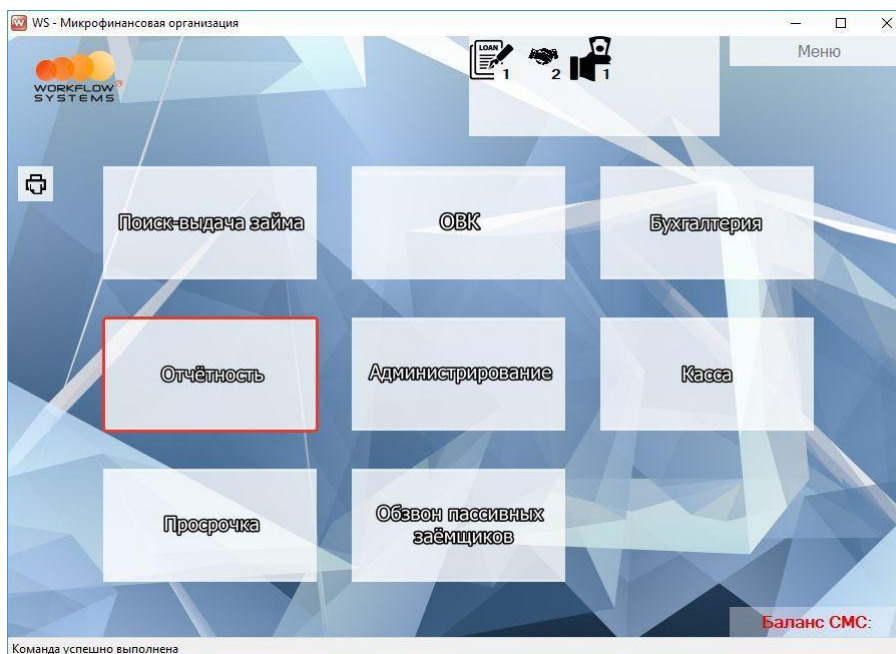 WS - Микрофинансовая организация
WORKFLOW
SYSTEMS
LOAN
1
2
1
Меню
Поиск-выдача займа
ОВК
Бухгалтерия
Отчётность
Администрирование
Касса
Просрочка
Обзвон пассивных
заёмщиков
Баланс СМС:
Команда успешно выполнена